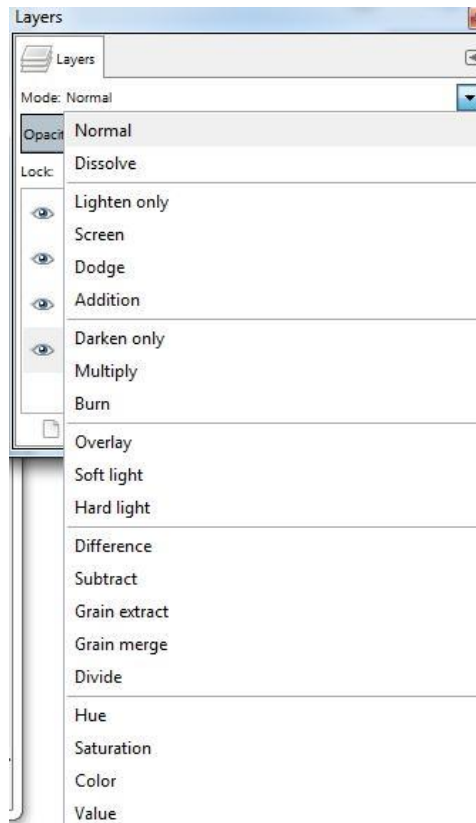 Layers
Layers
Mode: Normal
Opacit
Normal
Dissolve
Lock:
Lighten only
Screen
Dodge
Addition
Darken only
Multiply
Burn
Overlay
Soft light
Hard light
Difference
Subtract
Grain extract
Grain merge
Divide
Hue
Saturation
Color
Value